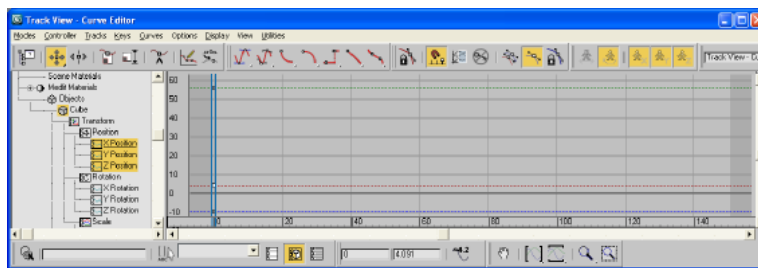 Track View - Curve Editor
Modes Controller Tracks Keys Curves Options Display View Utilities
Track View - C
Scene Materials
Medit Materials
Objects
Cube
Transform
Position
X Position
Y Position
Z Position
Rotation
X Rotation
Y Rotation
Z Rotation
Scale
60
50
40
30
20
10
0
-10
0 20 40 60 80 100 120 140
0 4.091
4.2